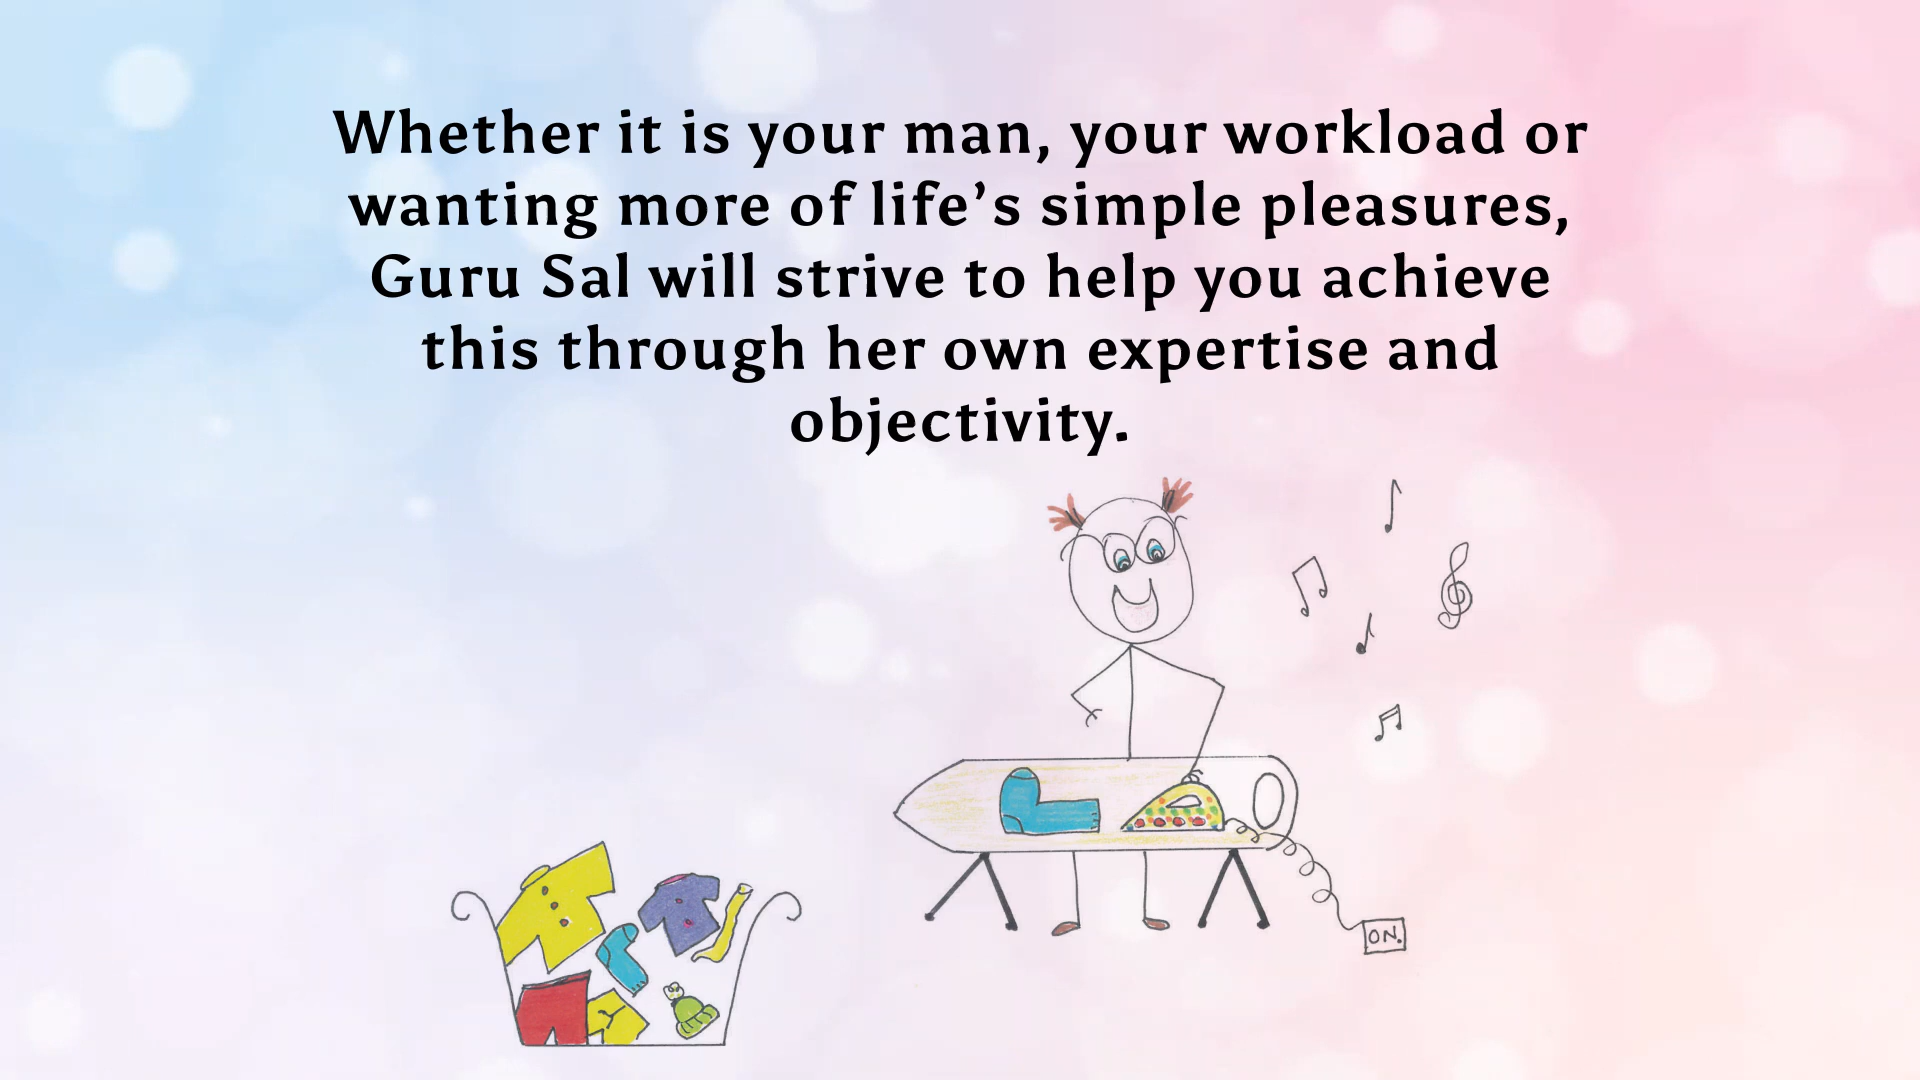 Whether it is your man, your workload or
wanting more of life’s simple pleasures,
Guru Sal will strive to help you achieve
this through her own expertise and
objectivity.
ON.